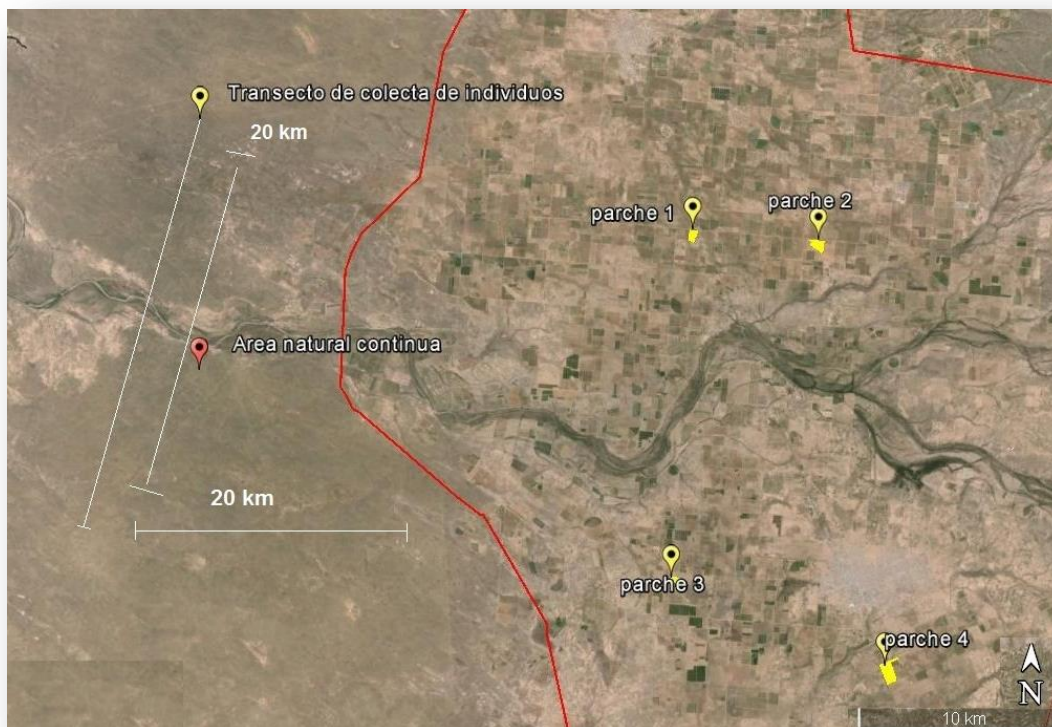 Transecto de colecta de individuos
20 km
parche 1
parche 2
Area natural continua
20 km
parche 3
parche 4
N
10 km